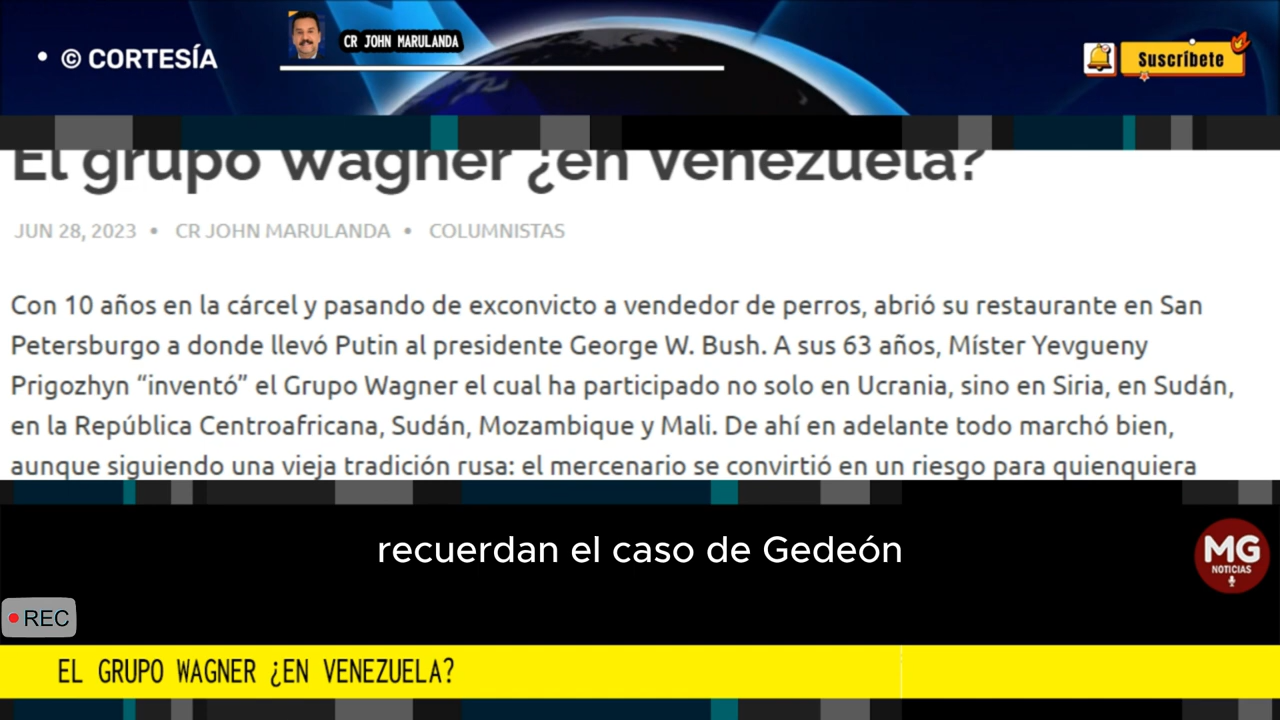 • © CORTESÍA
CR JOHN MARULANDA
Suscríbete
El grupo Wagner ¿en Venezuela?
JUN 28, 2023 • CR JOHN MARULANDA • COLUMNISTAS
Con 10 años en la cárcel y pasando de exconvicto a vendedor de perros, abrió su restaurante en San
Petersburgo a donde llevó Putin al presidente George W. Bush. A sus 63 años, Míster Yevgueny
Prigozhyn “inventó” el Grupo Wagner el cual ha participado no solo en Ucrania, sino en Siria, en Sudán,
en la República Centroafricana, Sudán, Mozambique y Mali. De ahí en adelante todo marchó bien,
aunque siguiendo una vieja tradición rusa: el mercenario se convirtió en un riesgo para quienquiera
recuerdan el caso de Gedeón
MG
NOTICIAS
REC
EL GRUPO WAGNER ¿EN VENEZUELA?